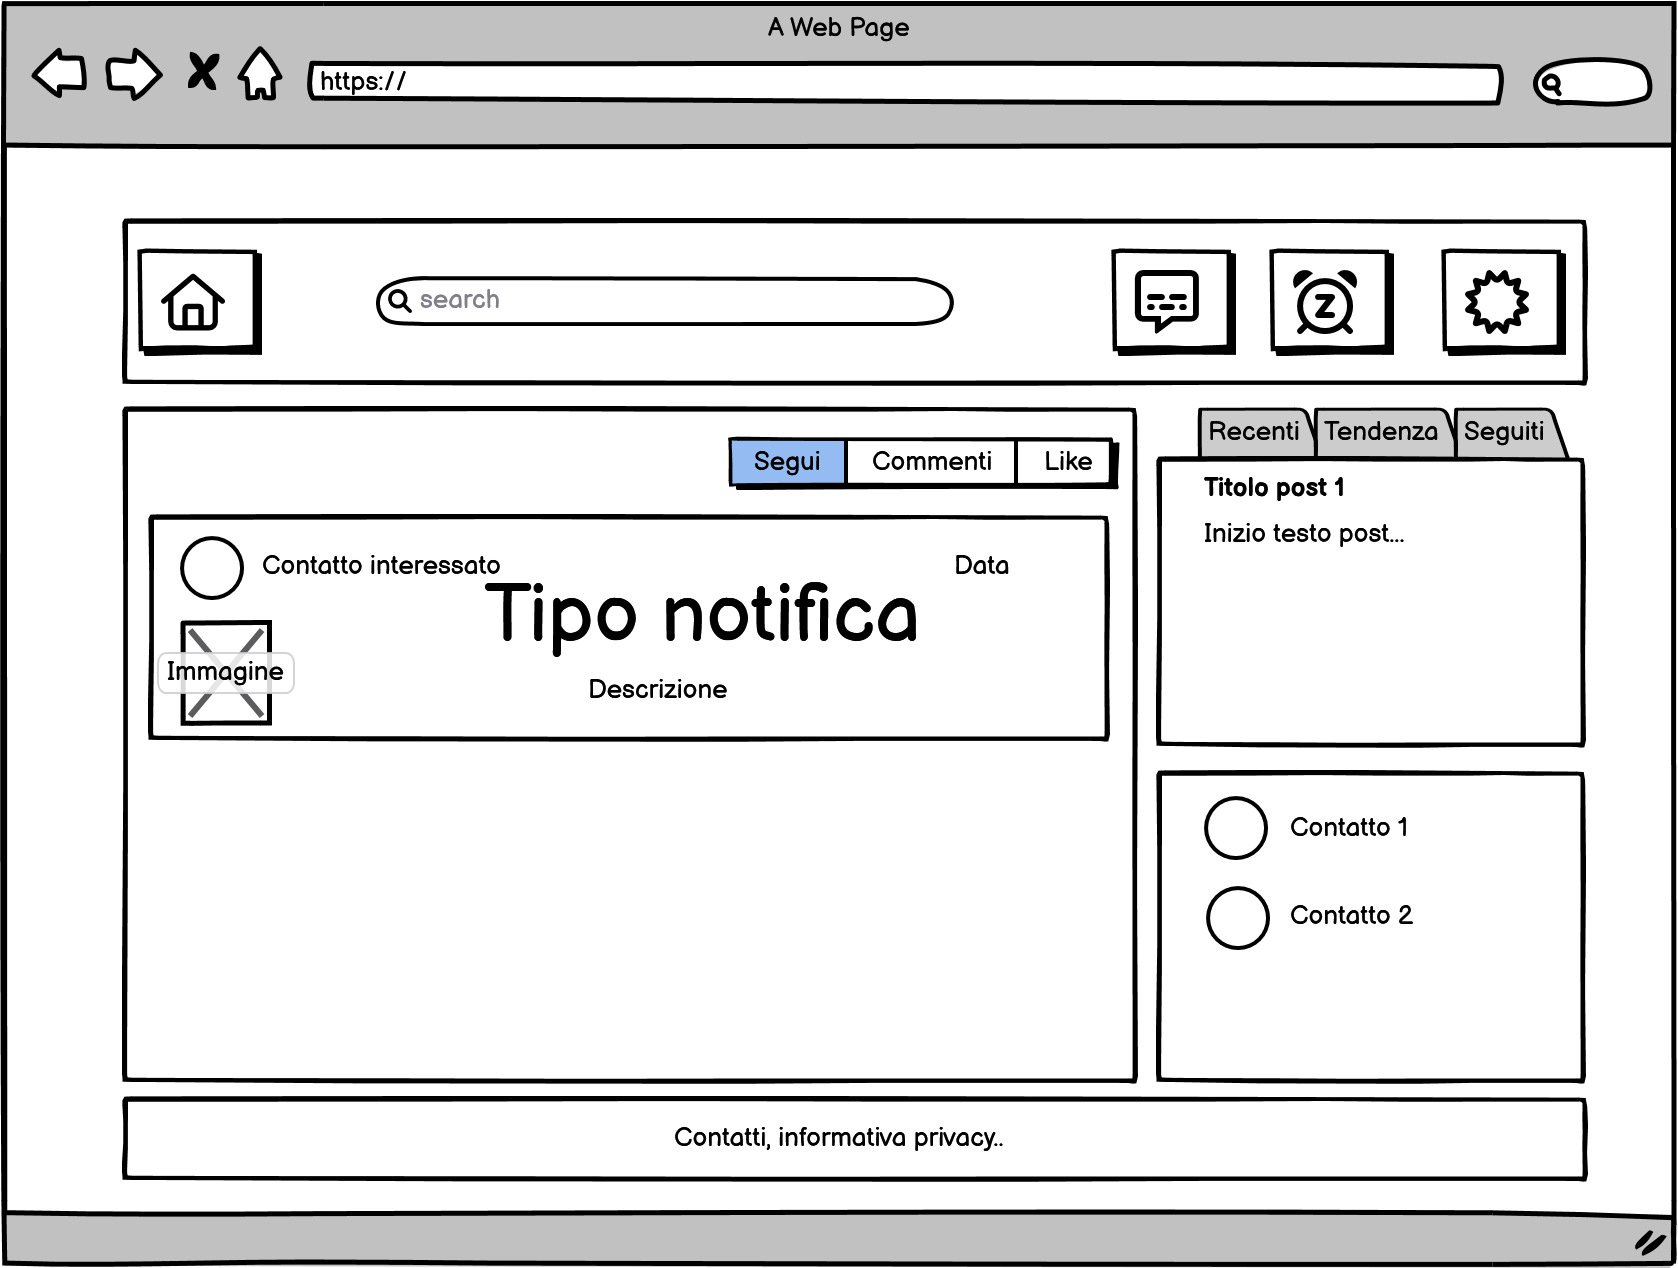 A Web Page
https://
search
Segui Commenti Like
Recenti Tendenza Seguiti
Titolo post 1
Inizio testo post...
Contatto interessato
Data
Tipo notifica
Immagine
Descrizione
Contatto 1
Contatto 2
Contatti, informativa privacy..